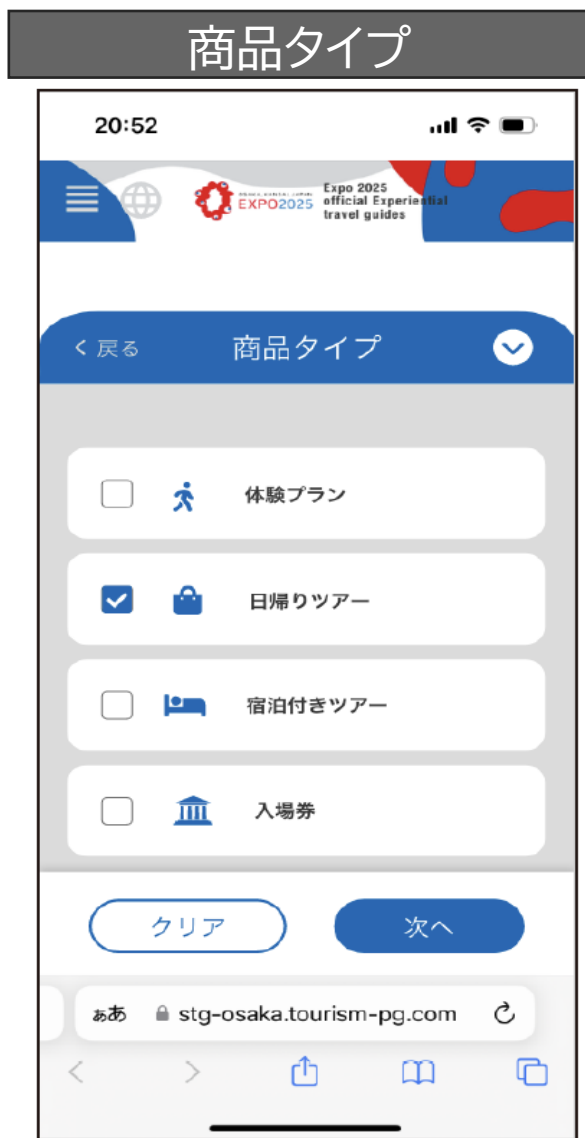 商品タイプ
20:52
EXPO2025
Expo 2025
official Experiential
travel guides
戻る
商品タイプ
体験プラン
日帰りツアー
宿泊付きツアー
入場券
クリア
次へ
ぁあ stg-osaka.tourism-pg.com